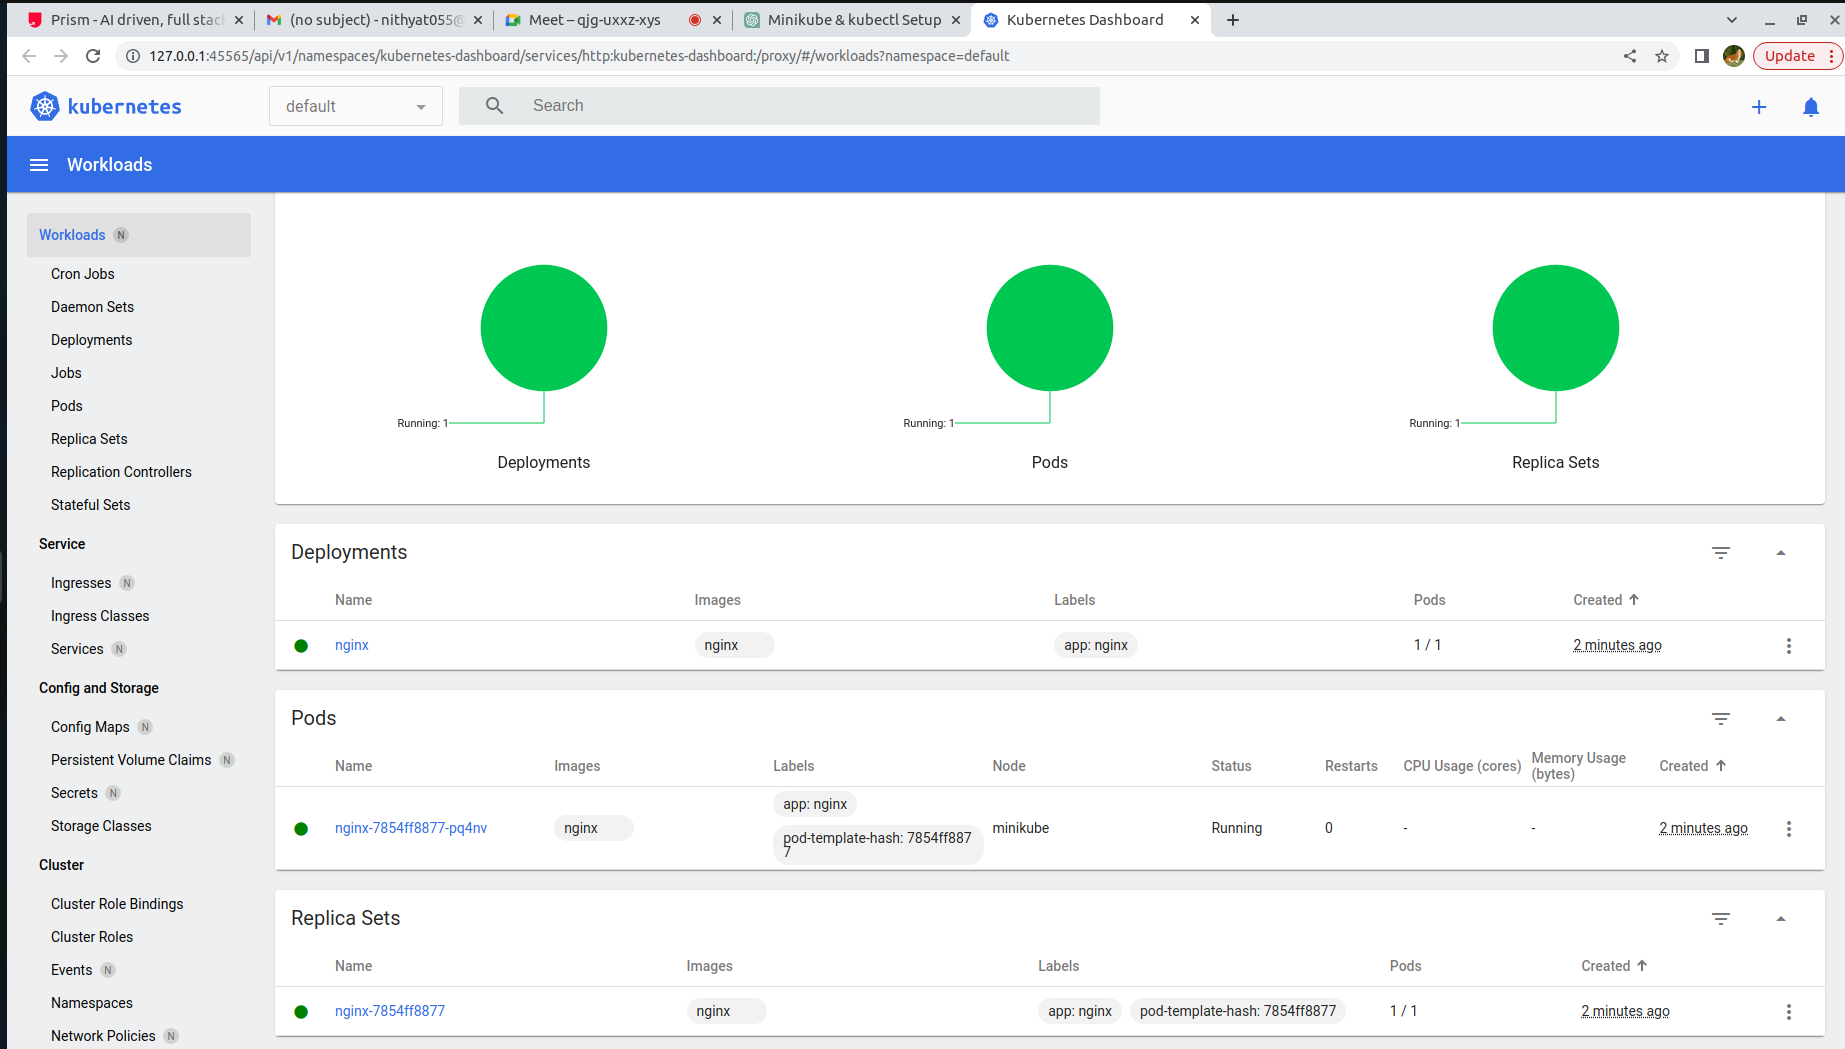 Prism - AI driven, full stac
(no subject) - nithyat055@
Meet – qjg-uxxz-xys
Minikube & kubectl Setup
Kubernetes Dashboard
127.0.0.1:45565/api/v1/namespaces/kubernetes-dashboard/services/http:kubernetes-dashboard:/proxy/#/workloads?namespace=default
Update
kubernetes
default
Search
Workloads
Workloads N
Cron Jobs
Daemon Sets
Deployments
Jobs
Pods
Replica Sets
Replication Controllers
Stateful Sets
Service
Ingresses N
Ingress Classes
Services N
Config and Storage
Config Maps N
Persistent Volume Claims N
Secrets N
Storage Classes
Cluster
Cluster Role Bindings
Cluster Roles
Events N
Namespaces
Network Policies N
Running: 1
Deployments
Running: 1
Pods
Running: 1
Replica Sets
Deployments
Name Images Labels Pods Created
nginx nginx app: nginx 1 / 1 2 minutes ago
Pods
Name Images Labels Node Status Restarts CPU Usage (cores) Memory Usage
(bytes) Created
app: nginx
nginx-7854ff8877-pq4nv nginx minikube Running 0 - - 2 minutes ago
pod-template-hash: 7854ff887
7
Replica Sets
Name Images Labels Pods Created
nginx-7854ff8877 nginx app: nginx pod-template-hash: 7854ff8877 1 / 1 2 minutes ago